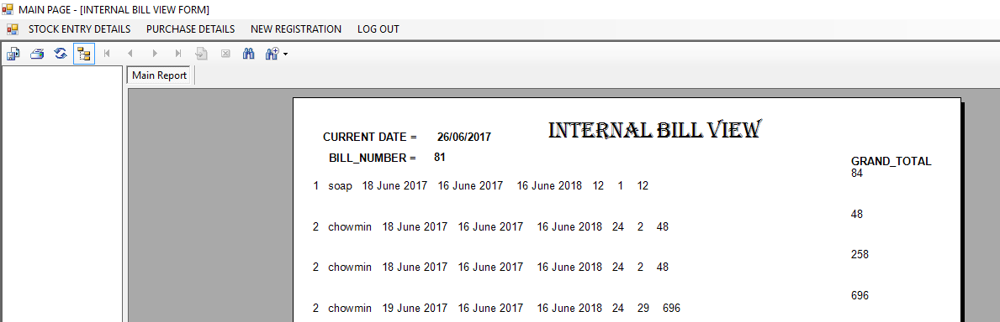 MAIN PAGE - [INTERNAL BILL VIEW FORM]
STOCK ENTRY DETAILS PURCHASE DETAILS NEW REGISTRATION LOG OUT
Main Report
INTERNAL BILL VIEW
CURRENT DATE = 26/06/2017
BILL_NUMBER = 81
GRAND_TOTAL
84
1 soap 18 June 2017 16 June 2017 16 June 2018 12 1 12
48
2 chowmin 18 June 2017 16 June 2017 16 June 2018 24 2 48
258
2 chowmin 18 June 2017 16 June 2017 16 June 2018 24 2 48
696
2 chowmin 19 June 2017 16 June 2017 16 June 2018 24 29 696